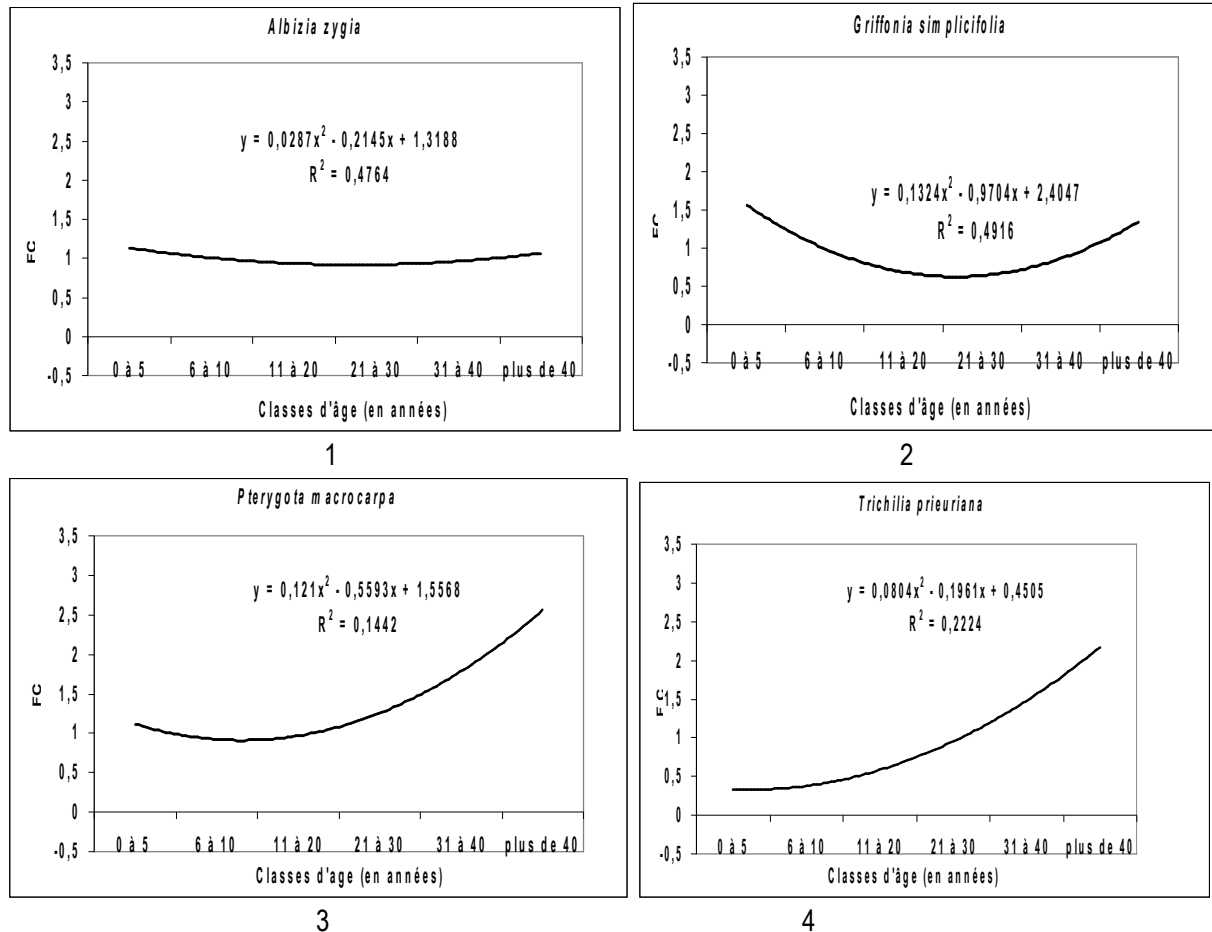 Albizia zygia
3,5
3
2,5
2
1,5
1
0,5
0
-0,5
FC
y = 0,0287x² - 0,2145x + 1,3188
R² = 0,4764
0 à 5 6 à 10 11 à 20 21 à 30 31 à 40 plus de 40
Classes d'âge (en années)
1
Griffonia simplicifolia
3,5
3
2,5
2
1,5
1
0,5
0
-0,5
FC
y = 0,1324x² - 0,9704x + 2,4047
R² = 0,4916
0 à 5 6 à 10 11 à 20 21 à 30 31 à 40 plus de 40
Classes d'âge (en années)
2
Pterygota macrocarpa
3,5
3
2,5
2
1,5
1
0,5
0
-0,5
FC
y = 0,121x² - 0,5593x + 1,5568
R² = 0,1442
0 à 5 6 à 10 11 à 20 21 à 30 31 à 40 plus de 40
Classes d'age (en années)
3
Trichilia prieuriana
3,5
3
2,5
2
1,5
1
0,5
0
-0,5
FC
y = 0,0804x² - 0,1961x + 0,4505
R² = 0,2224
0 à 5 6 à 10 11 à 20 21 à 30 31 à 40 plus de 40
Classes d'âge (en années)
4